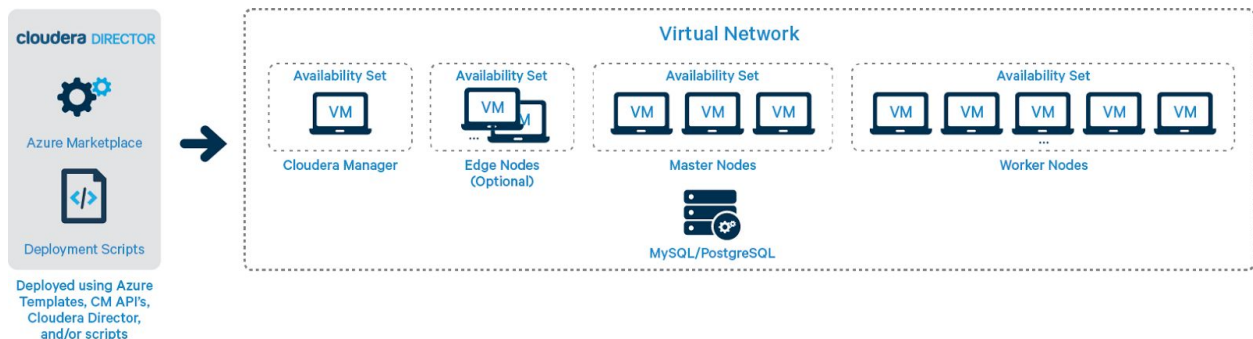 cloudera DIRECTOR
Azure Marketplace
</>
Deployment Scripts
Deployed using Azure
Templates, CM API's,
Cloudera Director,
and/or scripts
Virtual Network
Availability Set
VM
Cloudera Manager
Availability Set
VM
VM
...
Edge Nodes
(Optional)
Availability Set
VM VM VM
Master Nodes
Availability Set
VM VM VM VM VM
...
Worker Nodes
MySQL/PostgreSQL